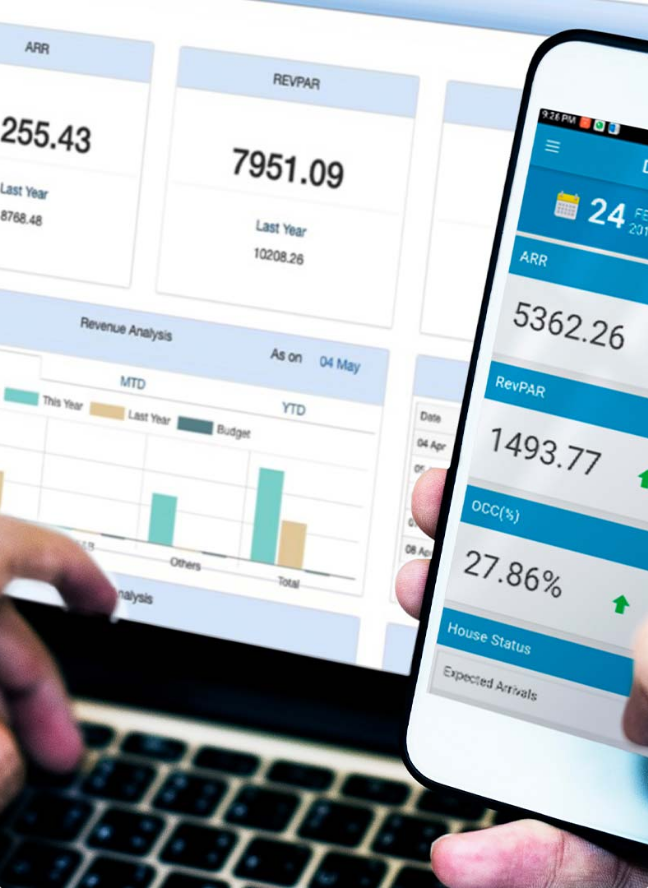 ARR
255.43
Last Year
8768.48
REVPAR
7951.09
Last Year
10208.26
Revenue Analysis
As on 04 May
MTD
YTD
This Year
Last Year
Budget
Others
Total
nalysis
Date
04 Apr
08 Ap
9:26 PM
24
FE
201
ARR
5362.26
RevPAR
1493.77
OCC(%)
27.86%
House Status
Expected Arrivals